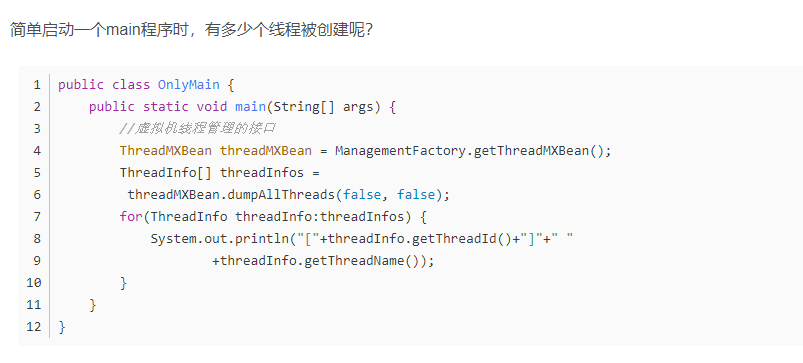 简单启动一个main程序时，有多少个线程被创建呢？
1 public class OnlyMain {
2     public static void main(String[] args) {
3         //虚拟机线程管理的接口
4         ThreadMXBean threadMXBean = ManagementFactory.getThreadMXBean();
5         ThreadInfo[] threadInfos =
6          threadMXBean.dumpAllThreads(false, false);
7         for(ThreadInfo threadInfo:threadInfos) {
8             System.out.println("["+threadInfo.getThreadId()+"]"+" "
9                     +threadInfo.getThreadName());
10         }
11     }
12 }